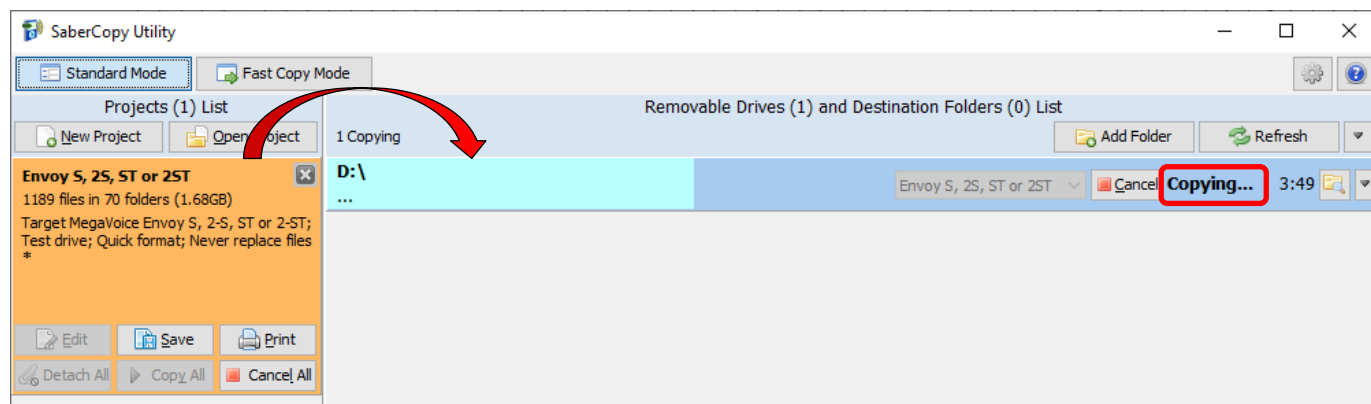 SaberCopy Utility
Standard Mode
Fast Copy Mode
Projects (1) List
Removable Drives (1) and Destination Folders (0) List
New Project
Open Project
1 Copying
Add Folder
Refresh
Envoy S, 2S, ST or 2ST
1189 files in 70 folders (1.68GB)
Target MegaVoice Envoy S, 2-S, ST or 2-ST;
Test drive; Quick format; Never replace files
*
D:\
...
Envoy S, 2S, ST or 2ST
Cancel
Copying...
3:49
Edit
Save
Print
Detach All
Copy All
Cancel All